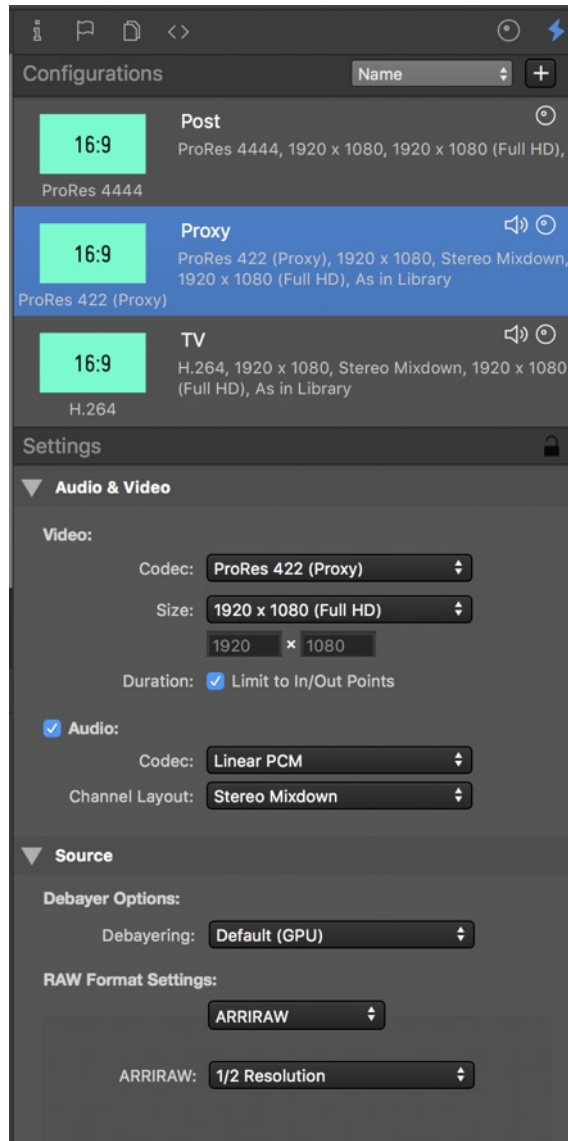 Configurations
Name
16:9
ProRes 4444
Post
ProRes 4444, 1920 x 1080, 1920 x 1080 (Full HD),
16:9
ProRes 422 (Proxy)
Proxy
ProRes 422 (Proxy), 1920 x 1080, Stereo Mixdown,
1920 x 1080 (Full HD), As in Library
16:9
H.264
TV
H.264, 1920 x 1080, Stereo Mixdown, 1920 x 1080
(Full HD), As in Library
Settings
Audio & Video
Video:
Codec: ProRes 422 (Proxy)
Size: 1920 x 1080 (Full HD)
1920 × 1080
Duration: Limit to In/Out Points
Audio:
Codec: Linear PCM
Channel Layout: Stereo Mixdown
Source
Debayer Options:
Debayering: Default (GPU)
RAW Format Settings:
ARRIRAW
ARRIRAW: 1/2 Resolution